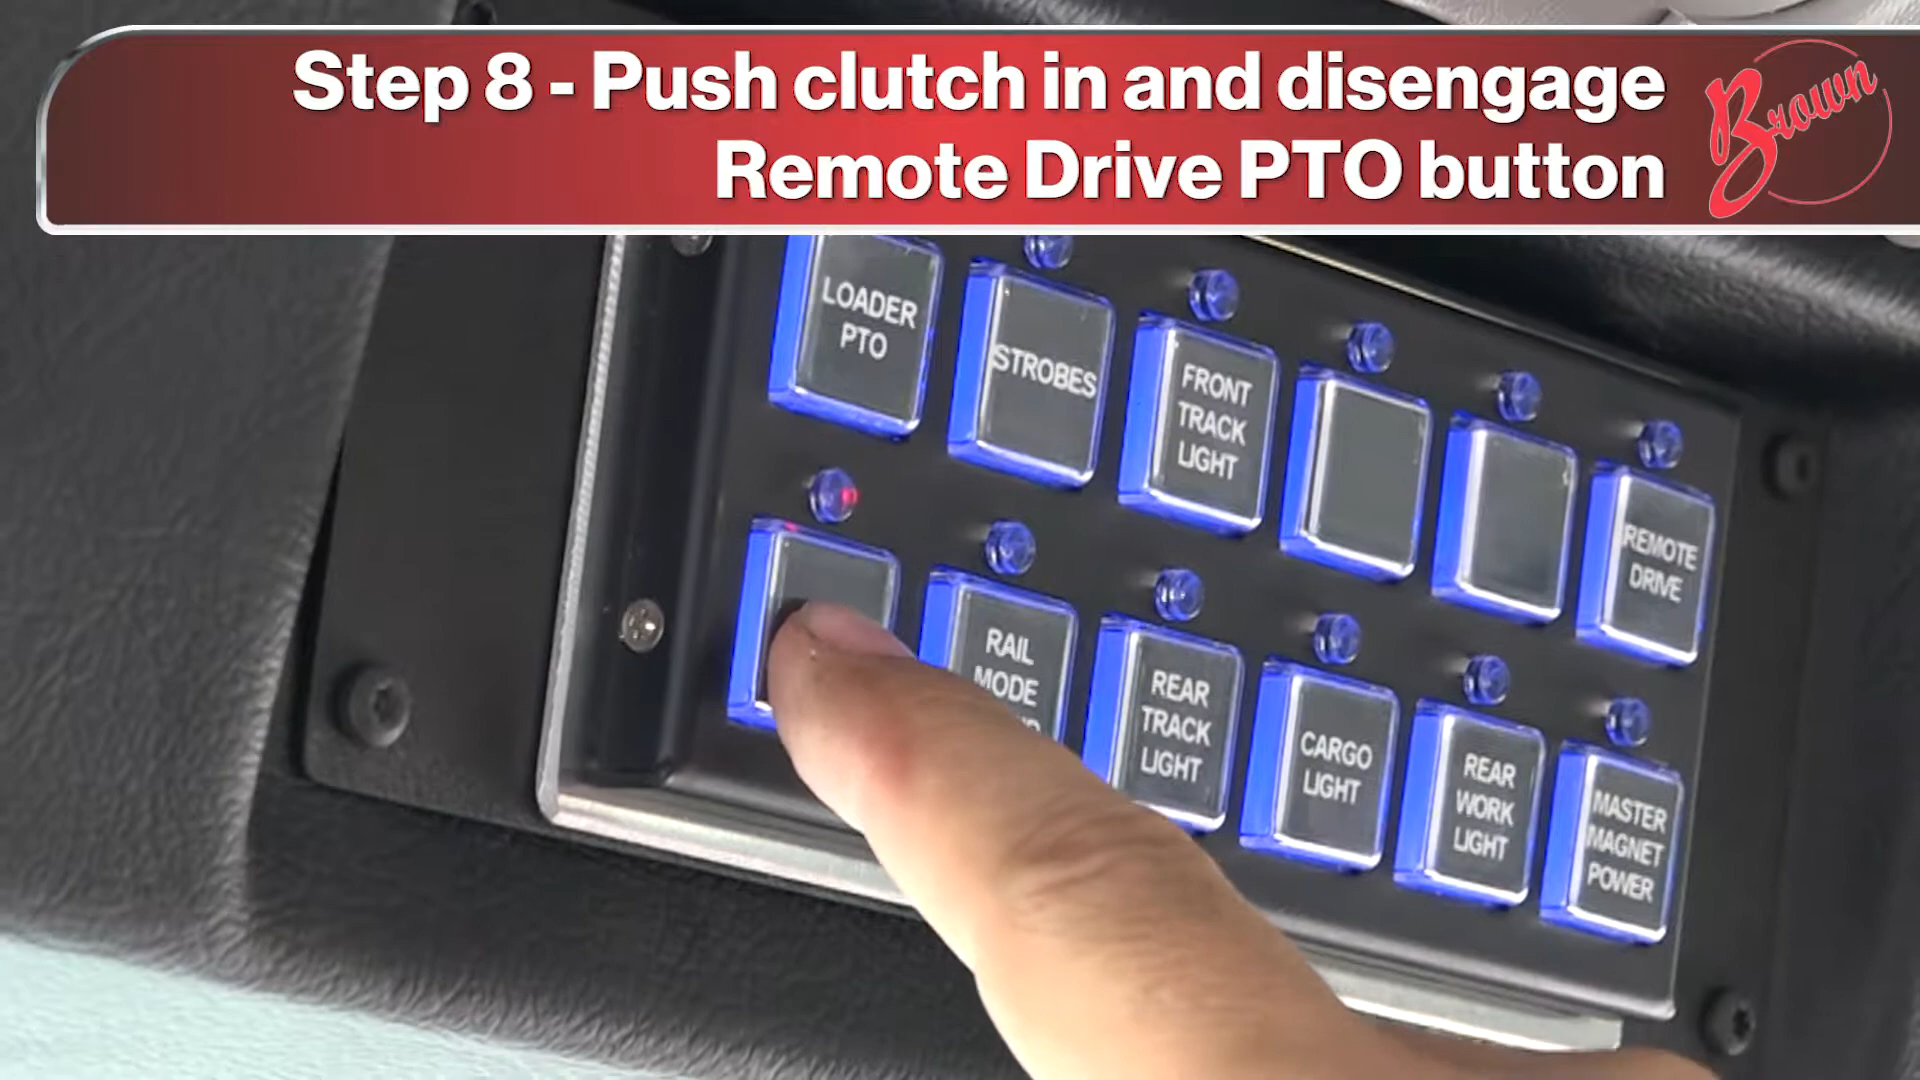 Step 8 - Push clutch in and disengage
Remote Drive PTO button
Brown
LOADER
PTO
STROBES
FRONT
TRACK
LIGHT
REMOTE
DRIVE
RAIL
MODE
REAR
TRACK
LIGHT
CARGO
LIGHT
REAR
WORK
LIGHT
MASTER
MAGNET
POWER